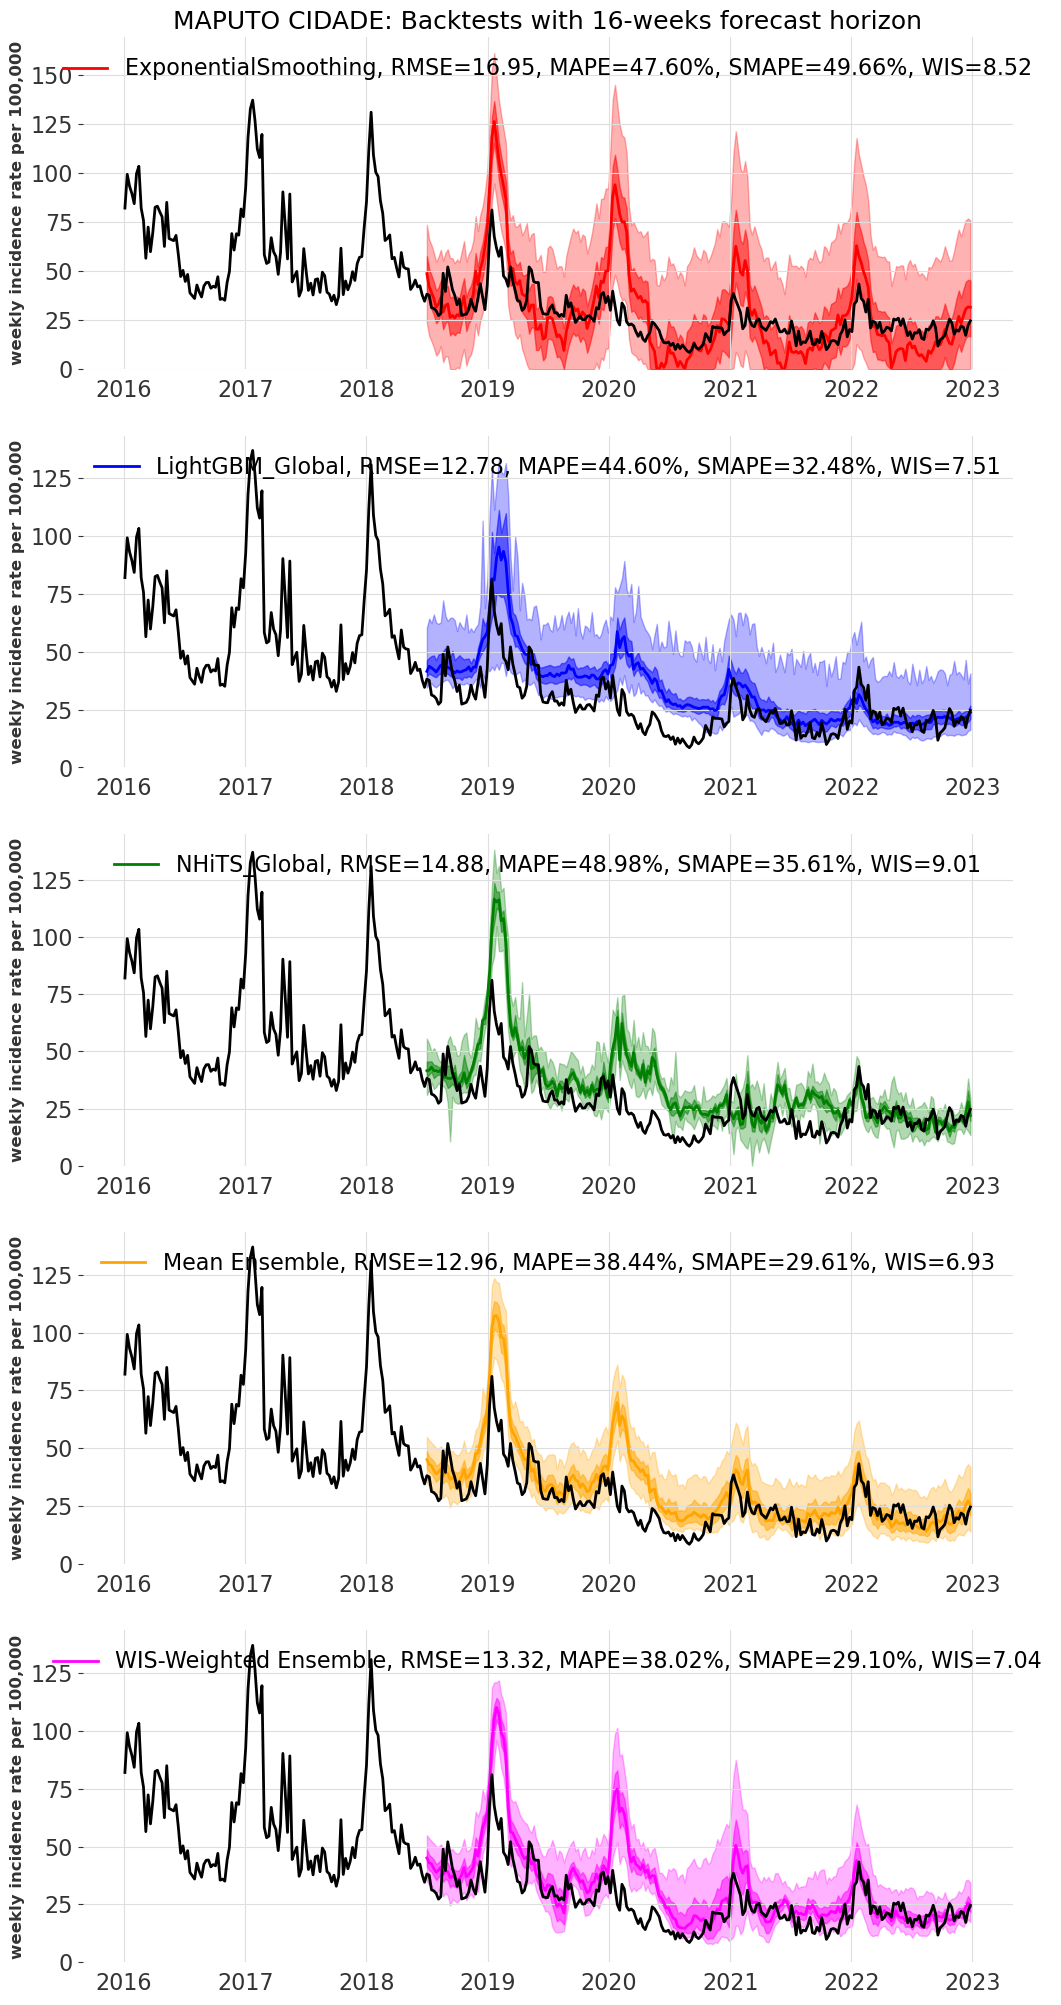 MAPUTO CIDADE: Backtests with 16-weeks forecast horizon
weekly incidence rate per 100,000
ExponentialSmoothing, RMSE=16.95, MAPE=47.60%, SMAPE=49.66%, WIS=8.52
150
125
100
75
50
25
0
2016 2017 2018 2019 2020 2021 2022 2023
weekly incidence rate per 100,000
LightGBM_Global, RMSE=12.78, MAPE=44.60%, SMAPE=32.48%, WIS=7.51
125
100
75
50
25
0
2016 2017 2018 2019 2020 2021 2022 2023
weekly incidence rate per 100,000
NHiTS_Global, RMSE=14.88, MAPE=48.98%, SMAPE=35.61%, WIS=9.01
125
100
75
50
25
0
2016 2017 2018 2019 2020 2021 2022 2023
weekly incidence rate per 100,000
Mean Ensemble, RMSE=12.96, MAPE=38.44%, SMAPE=29.61%, WIS=6.93
125
100
75
50
25
0
2016 2017 2018 2019 2020 2021 2022 2023
weekly incidence rate per 100,000
WIS-Weighted Ensemble, RMSE=13.32, MAPE=38.02%, SMAPE=29.10%, WIS=7.04
125
100
75
50
25
0
2016 2017 2018 2019 2020 2021 2022 2023